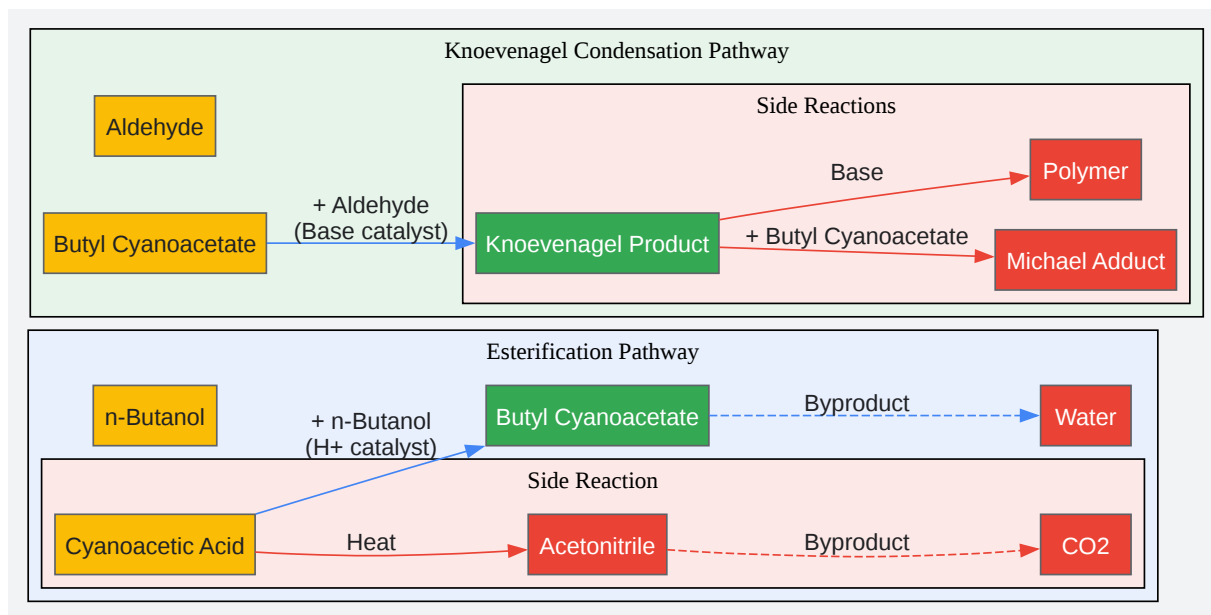 Knoevenagel Condensation Pathway
Side Reactions
Aldehyde
Base
Polymer
+ Aldehyde
(Base catalyst)
Butyl Cyanoacetate
Knoevenagel Product
+ Butyl Cyanoacetate
Michael Adduct
Esterification Pathway
n-Butanol
+ n-Butanol
(H+ catalyst)
Butyl Cyanoacetate
Byproduct
Water
Side Reaction
Cyanoacetic Acid
Heat
Acetonitrile
Byproduct
CO2